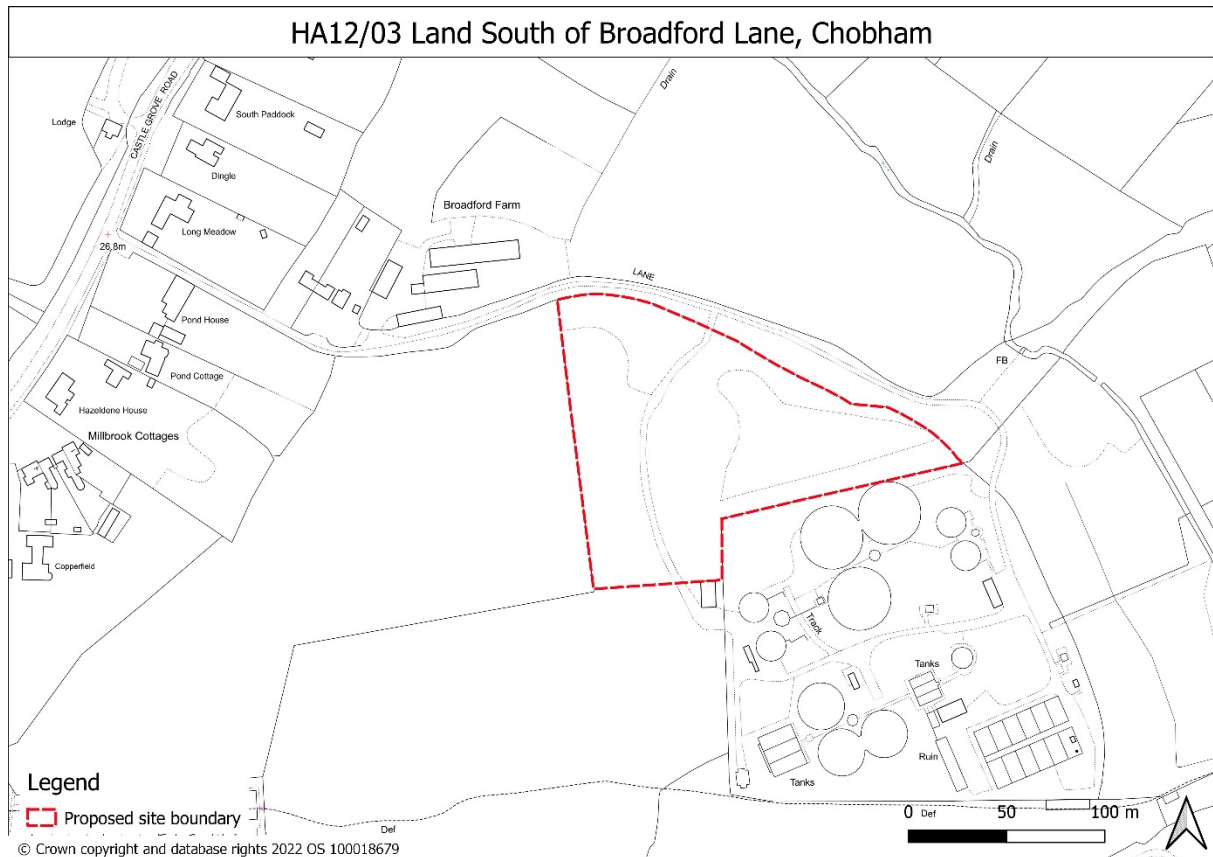 HA12/03 Land South of Broadford Lane, Chobham
CASTLE GROVE ROAD
Lodge
South Paddock
Drain
Dingle
Drain
Broadford Farm
Long Meadow
26.8m
LANE
Pond House
FB
Pond Cottage
Hazeldene House
Millbrook Cottages
Copperfield
Track
Tanks
Ruin
Tanks
Legend
Proposed site boundary
Def
0 Def 50 100 m
© Crown copyright and database rights 2022 OS 100018679